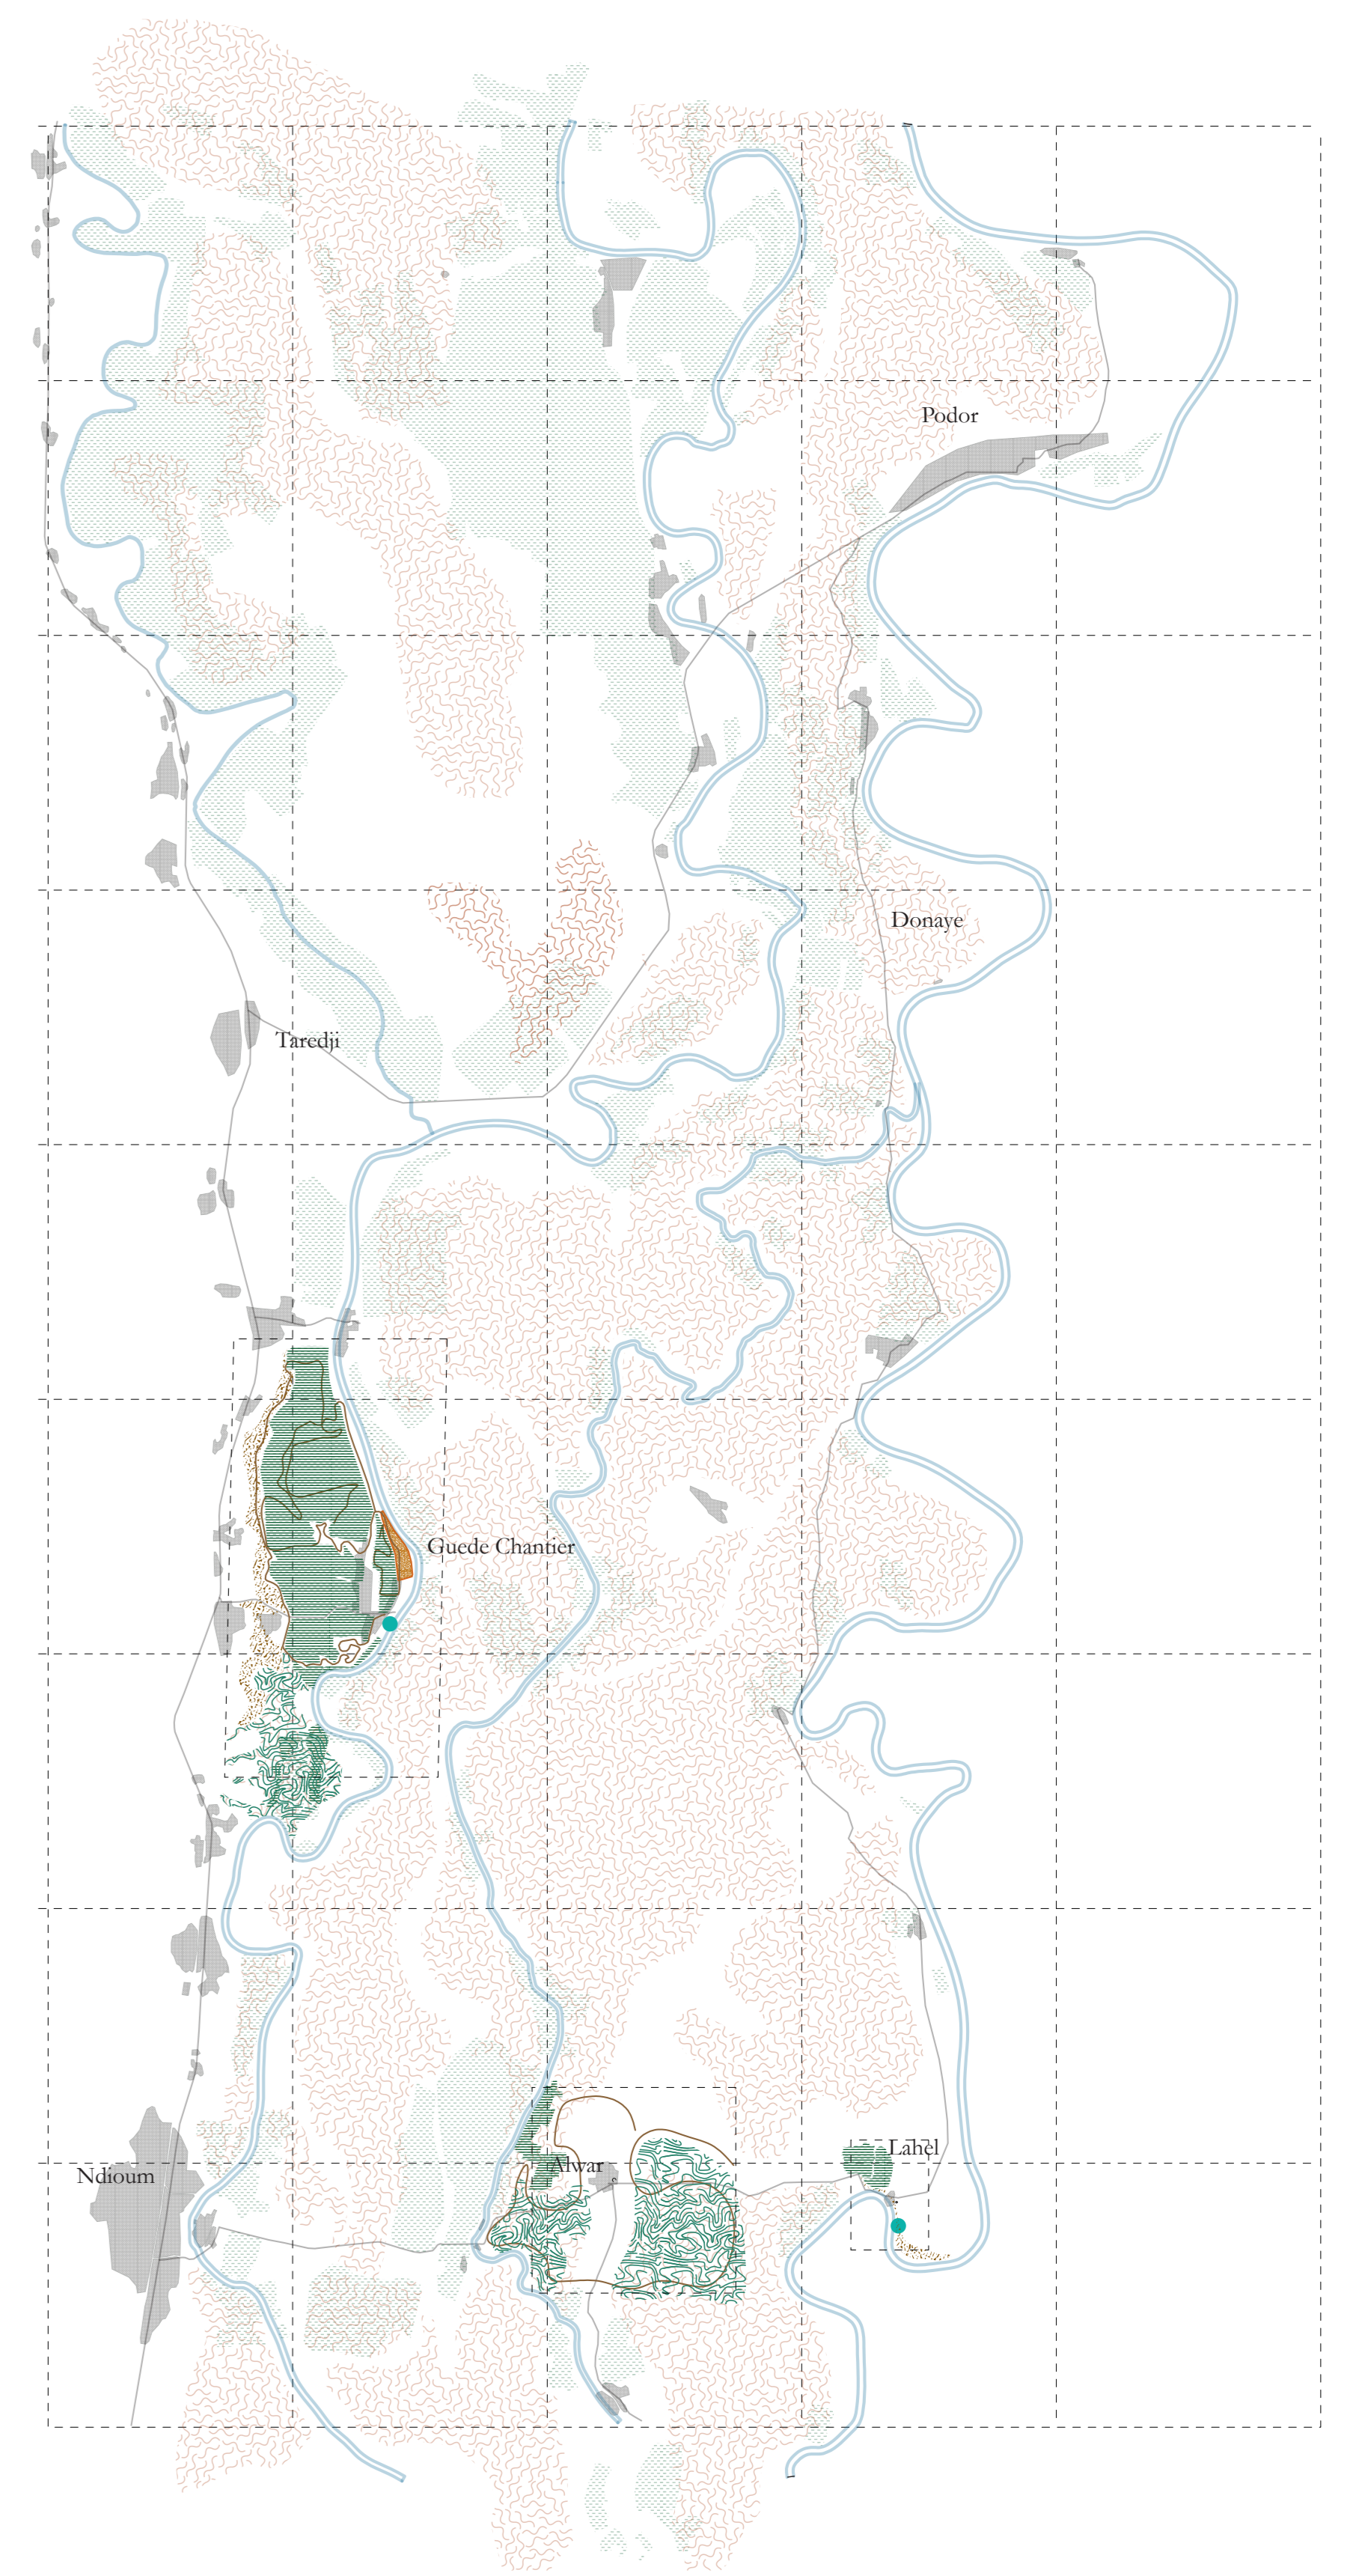 Podor
Donaye
Taredji
Guede Chantier
Lahel
Alwar
Ndioum